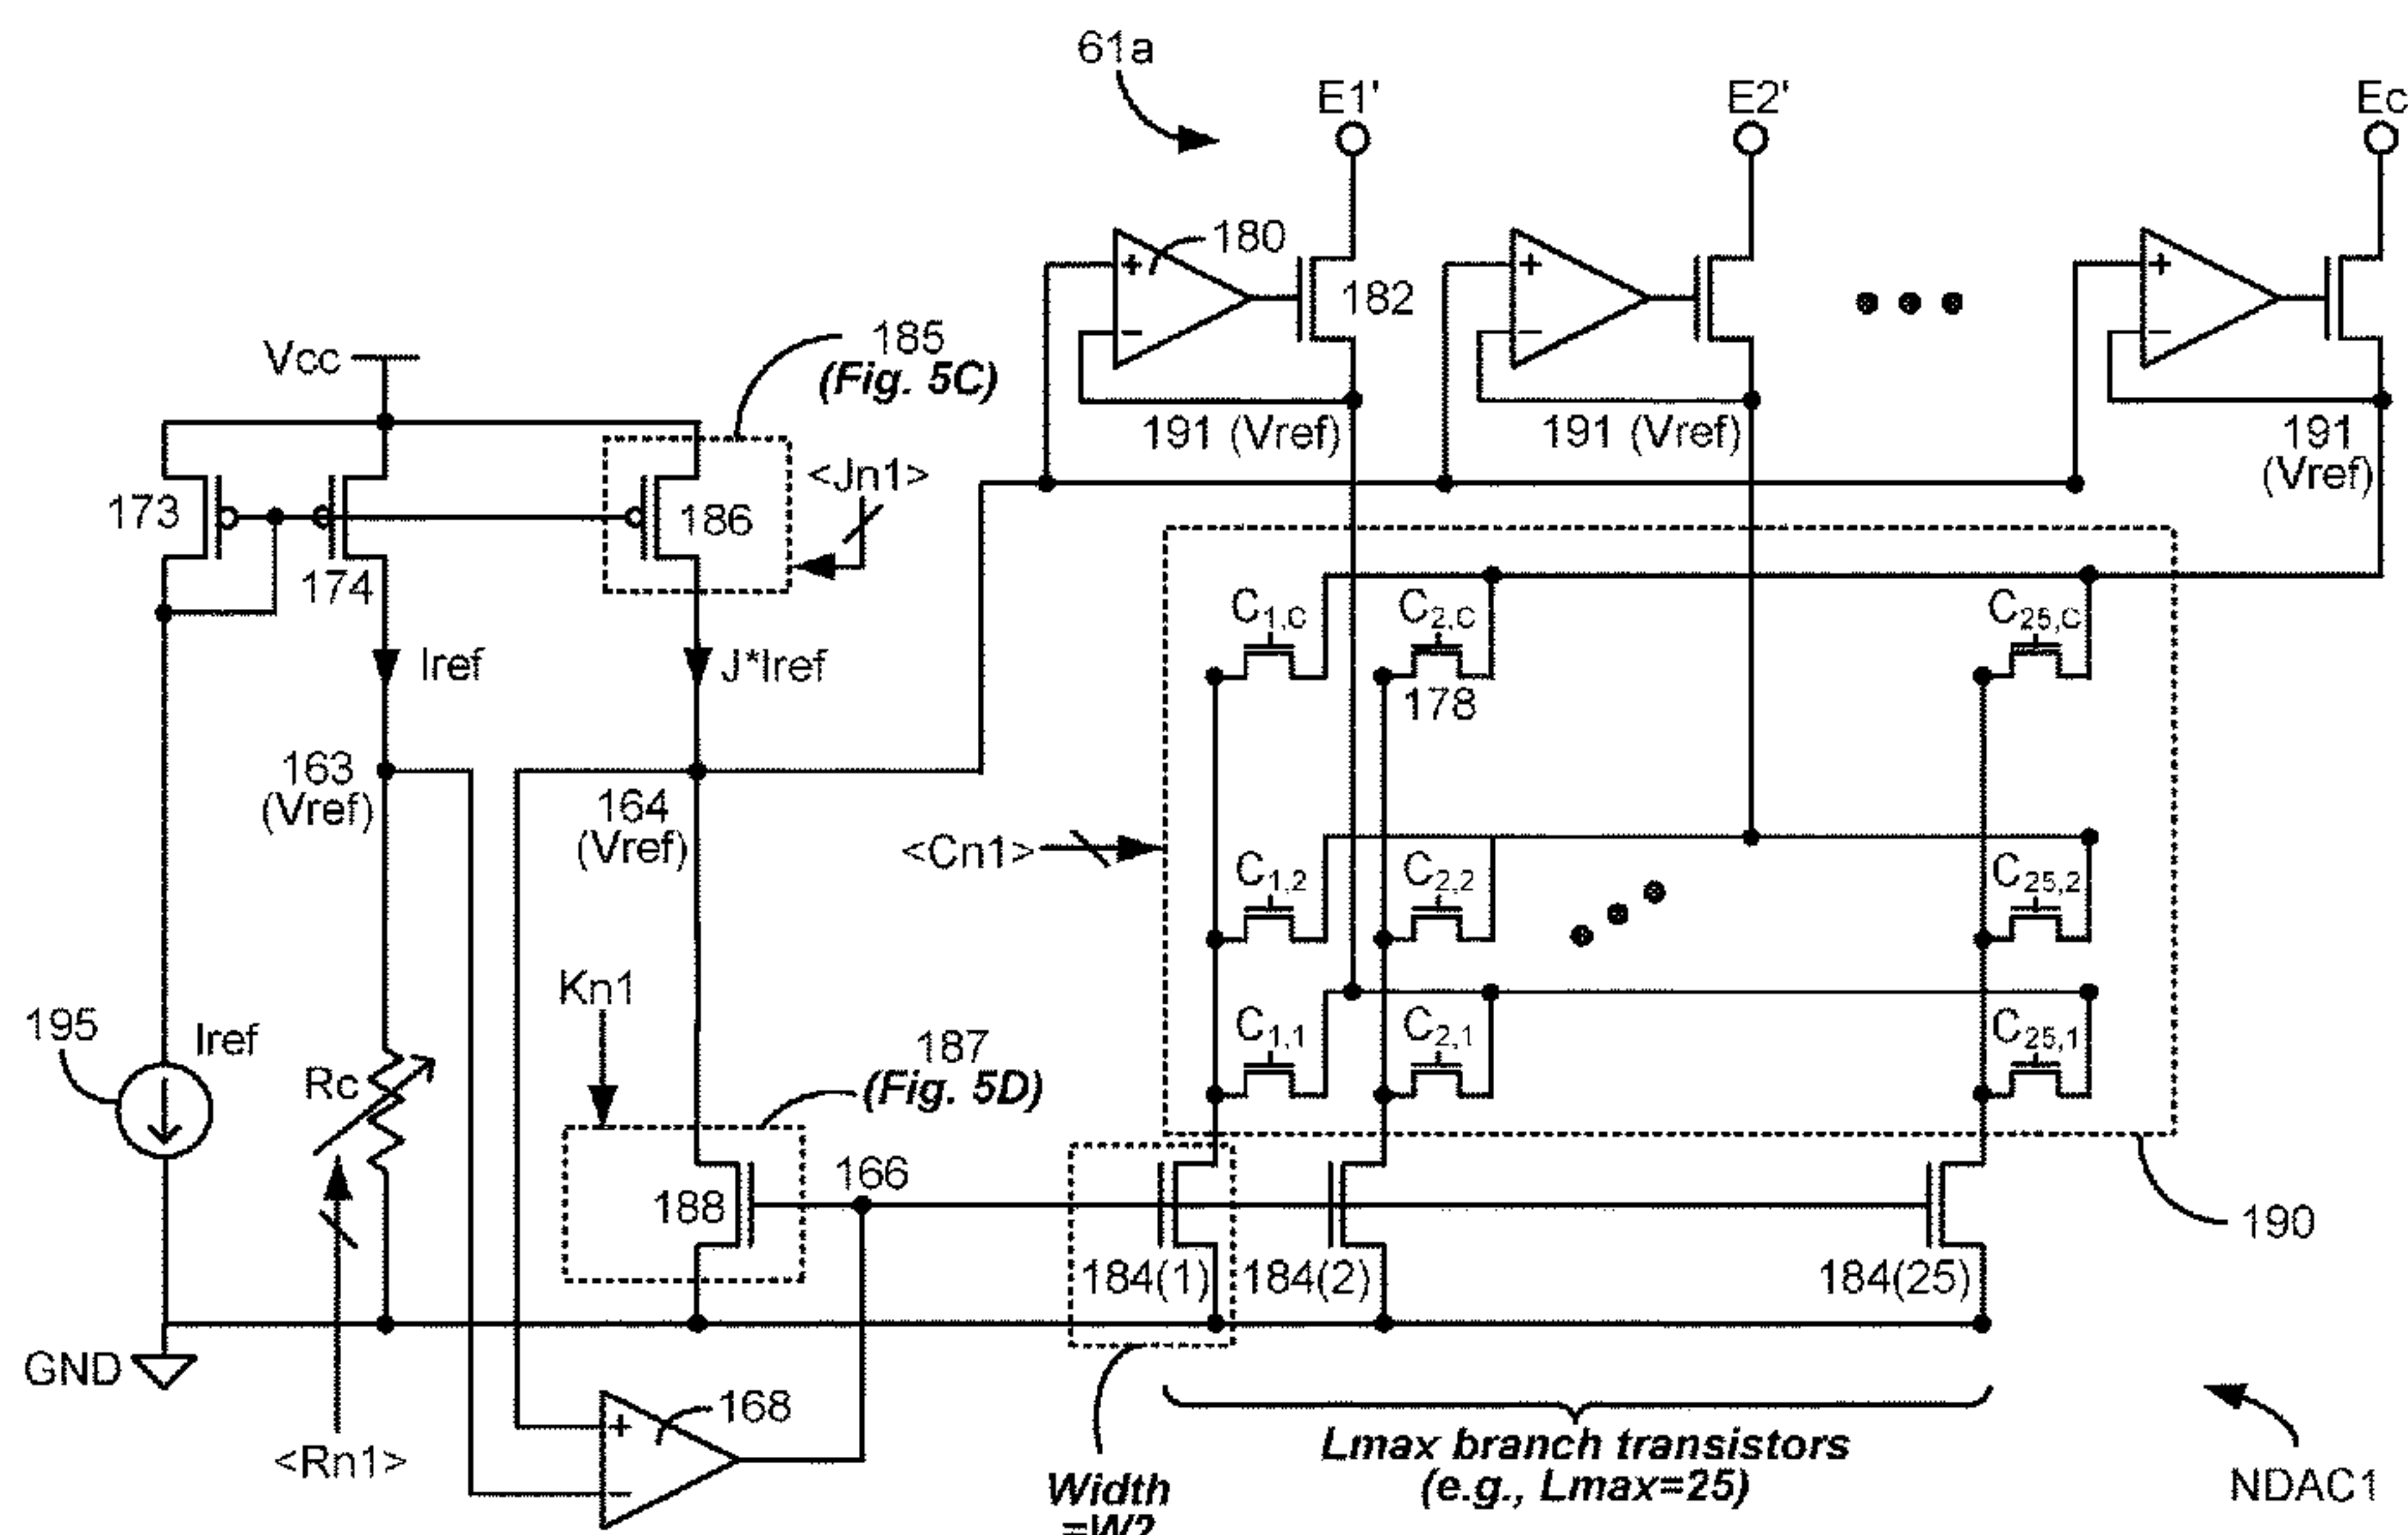 61a
E1'
E2'
Ec
180
182
191 (Vref)
191 (Vref)
191
(Vref)
Vcc
185
(Fig. 5C)
<Jn1>
173
174
186
Iref
J*Iref
C1,C
C2,C
C25,C
178
163
(Vref)
164
(Vref)
<Cn1>
C1,2
C2,2
C25,2
Kn1
195
Iref
Rc
187
(Fig. 5D)
C1,1
C2,1
C25,1
188
166
190
184(1)
184(2)
184(25)
GND
168
<Rn1>
Width
=W2
Lmax branch transistors
(e.g., Lmax=25)
NDAC1
+
−
+
−
+
−
+
−